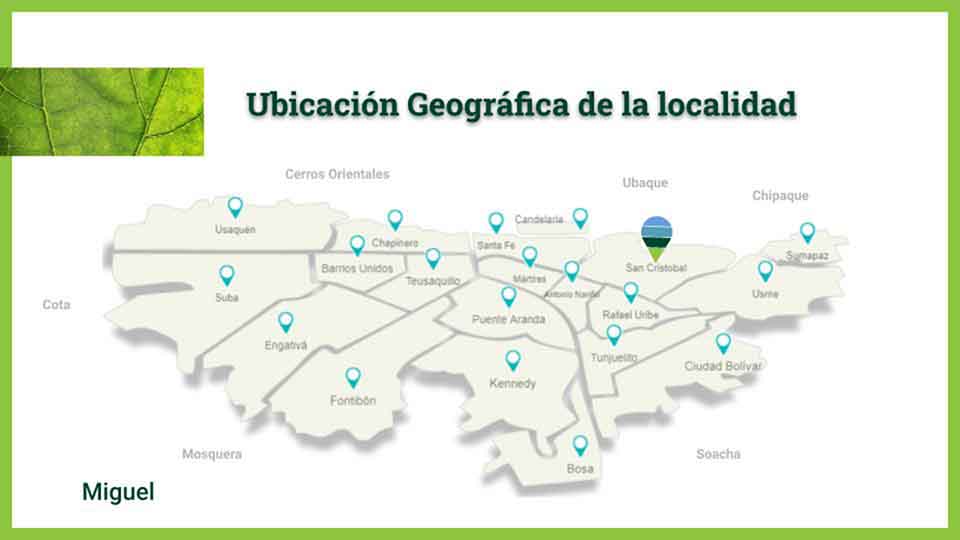 Ubicación Geográfica de la localidad
Cerros Orientales
Ubaque
Chipaque
Usaquén
Chapinero
Candelaria
Santa Fé
Barrios Unidos
Teusaquillo
Mártires
Antonio Nariño
San Cristobal
Sumapaz
Suba
Usme
Cota
Puente Aranda
Rafael Uribe
Engativá
Tunjuelito
Ciudad Bolívar
Kennedy
Fontibón
Mosquera
Soacha
Bosa
Miguel